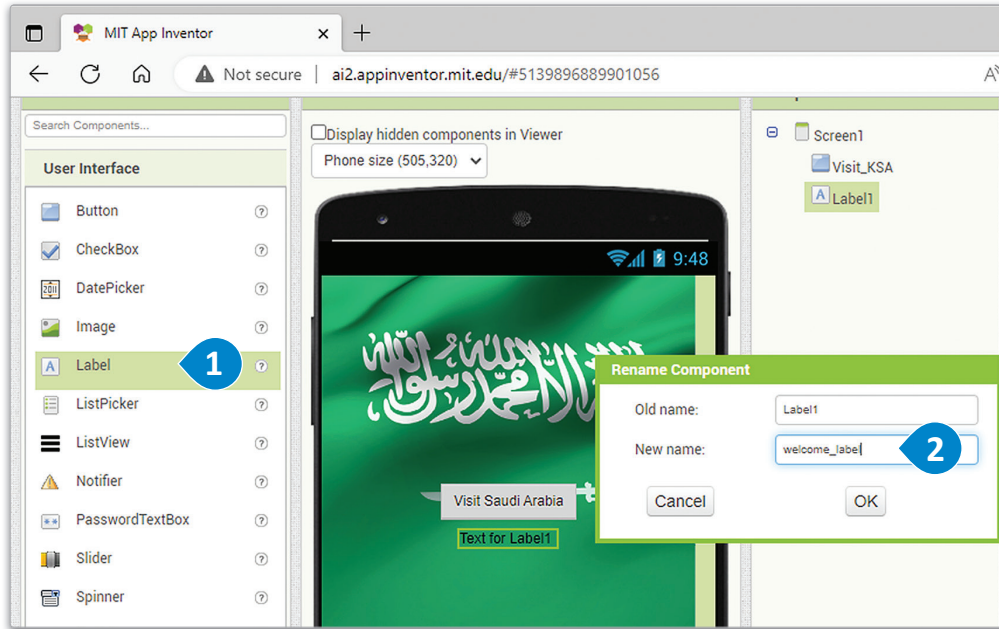 MIT App Inventor
Not secure | ai2.appinventor.mit.edu/#5139896889901056
Search Components...
User Interface
Button
CheckBox
DatePicker
Image
Label
1
ListPicker
ListView
Notifier
PasswordTextBox
Slider
Spinner
Display hidden components in Viewer
Phone size (505,320)
9:48
Visit Saudi Arabia
Text for Label1
Screen1
Visit_KSA
Label1
Rename Component
Old name:
Label1
New name:
welcome_label
2
Cancel
OK